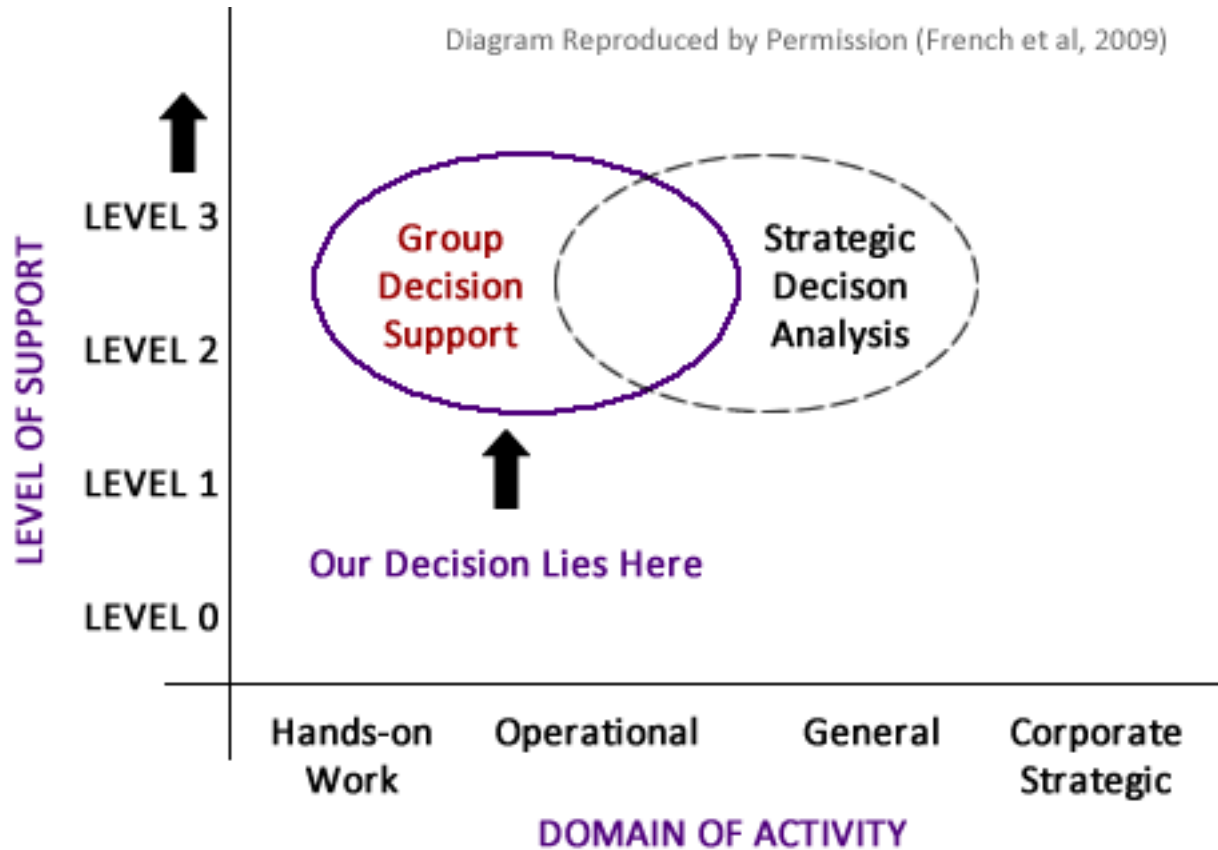 Diagram Reproduced by Permission (French et al, 2009)
LEVEL OF SUPPORT
LEVEL 3
LEVEL 2
LEVEL 1
LEVEL 0
Group
Decision
Support
Strategic
Decison
Analysis
Our Decision Lies Here
Hands-on
Work
Operational
General
Corporate
Strategic
DOMAIN OF ACTIVITY